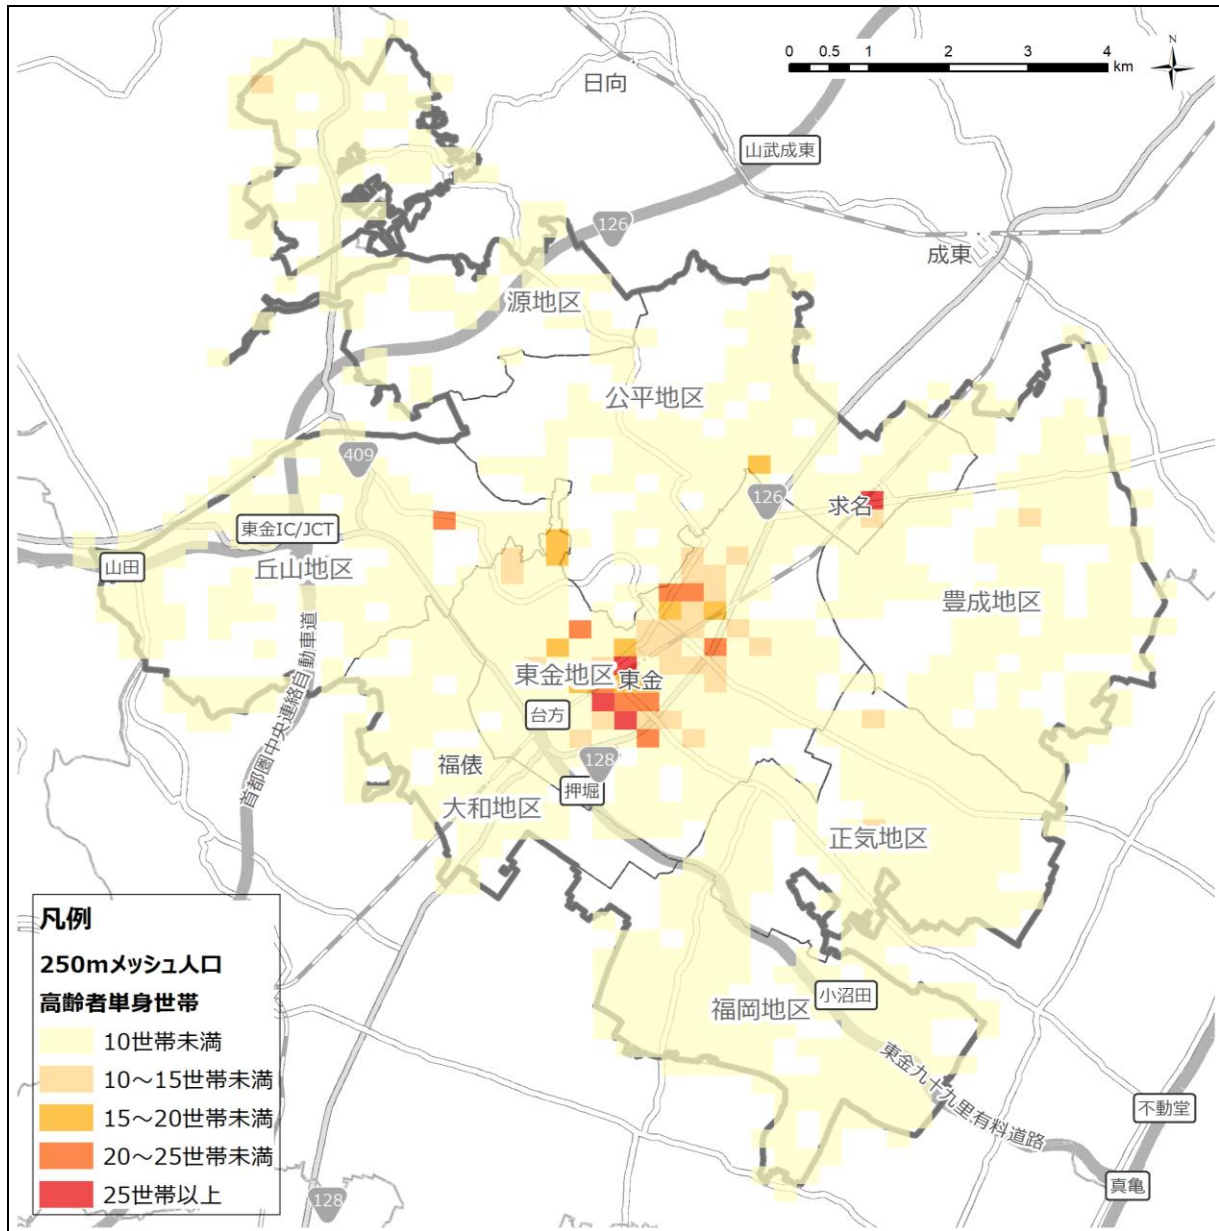 0 0.5 1 2 3 4
km
N
日向
山武成東
126
成東
源地区
公平地区
409
126
求名
東金IC/JCT
山田
丘山地区
豊成地区
首都圏中央連絡自動車道
東金地区
東金
台方
128
福俵
押堀
大和地区
正気地区
小沼田
福岡地区
東金九十九里有料道路
不動堂
真亀
128
凡例
250mメッシュ人口
高齢者単身世帯
10世帯未満
10～15世帯未満
15～20世帯未満
20～25世帯未満
25世帯以上